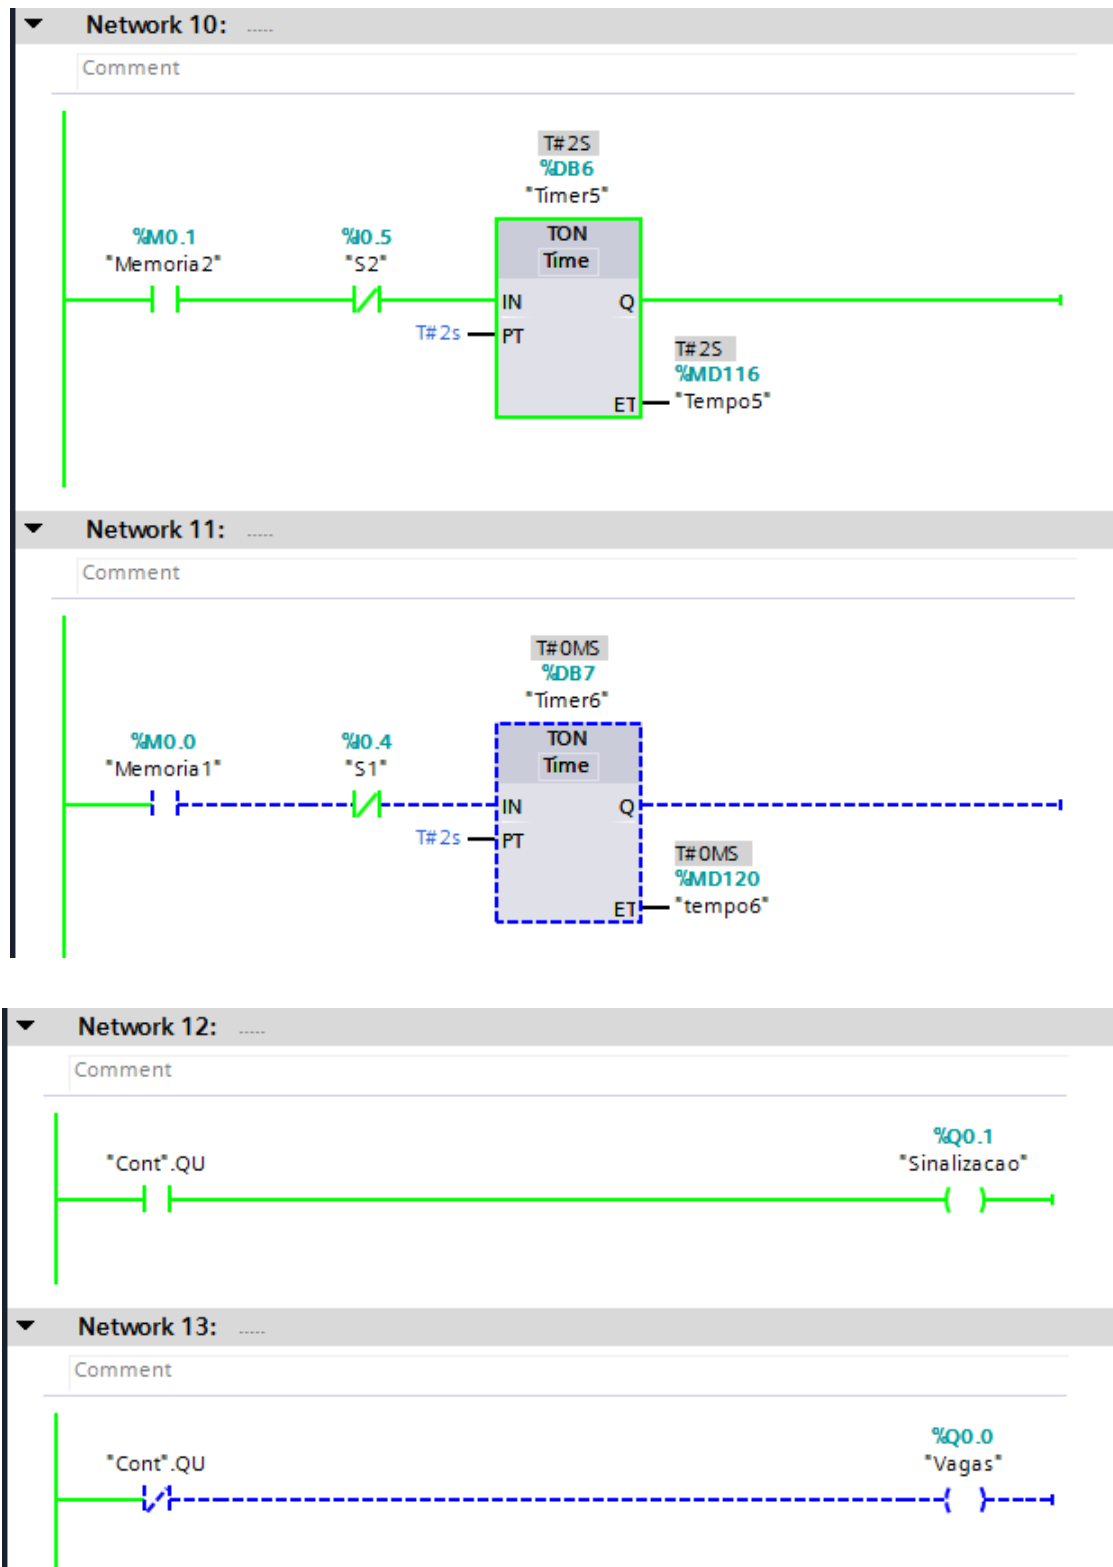 Network 10: .....
Comment
T#2S
%DB6
"Timer5"
%M0.1 %I0.5 TON
"Memoria2" "S2" Time
IN Q
T#2s PT
T#2S
%MD116
ET "Tempo5"
Network 11: .....
Comment
T#0MS
%DB7
"Timer6"
%M0.0 %I0.4 TON
"Memoria1" "S1" Time
IN Q
T#2s PT
T#0MS
%MD120
ET "tempo6"
Network 12: .....
Comment
%Q0.1
"Cont".QU "Sinalizacao"
Network 13: .....
Comment
%Q0.0
"Cont".QU "Vagas"